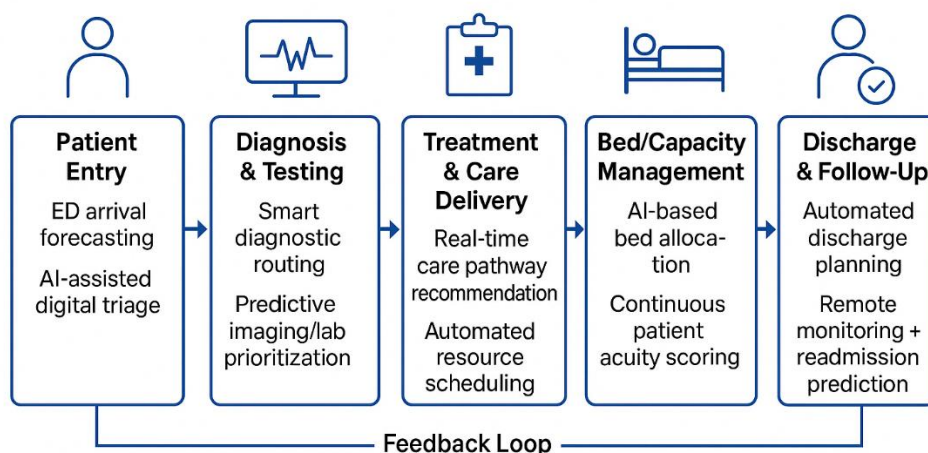 Patient
Entry
ED arrival
forecasting
AI-assisted
digital triage
Diagnosis
& Testing
Smart
diagnostic
routing
Predictive
imaging/lab
prioritization
Treatment
& Care
Delivery
Real-time
care pathway
recommendation
Automated
resource
scheduling
Bed/Capacity
Management
AI-based
bed alloca-
tion
Continuous
patient
acuity scoring
Discharge
& Follow-Up
Automated
discharge
planning
Remote
monitoring +
readmission
prediction
Feedback Loop